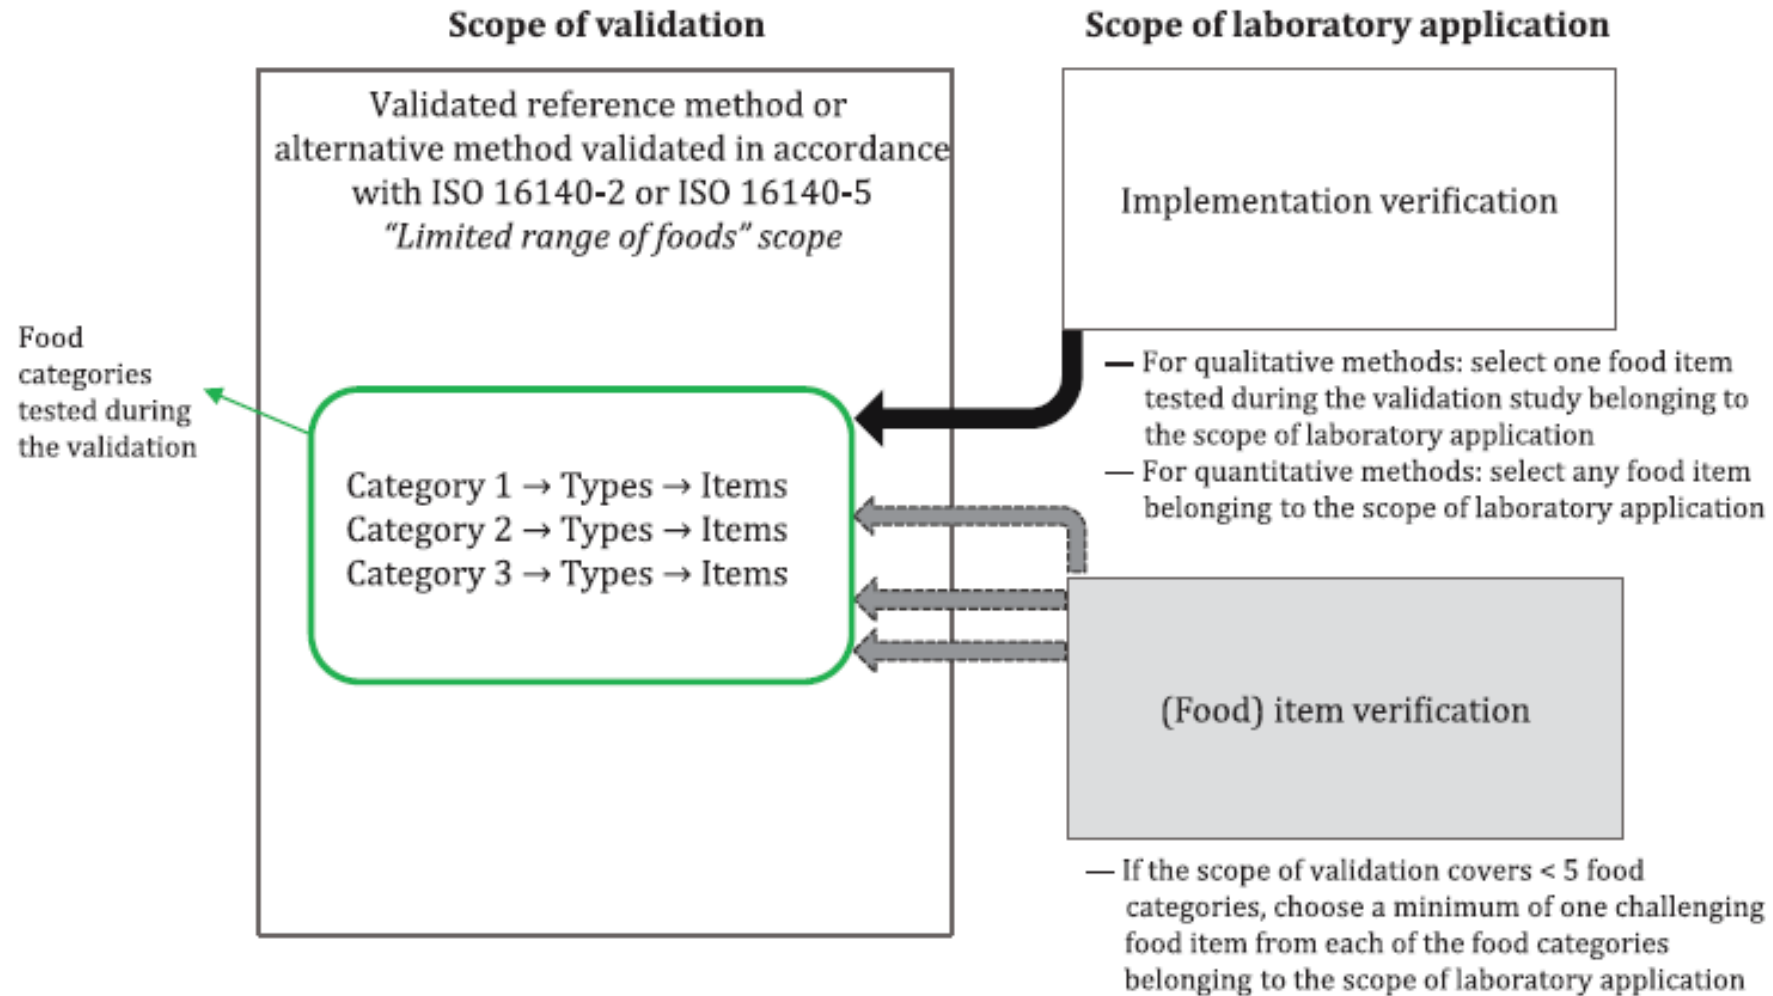 Scope of validation
Scope of laboratory application
Validated reference method or
alternative method validated in accordance
with ISO 16140-2 or ISO 16140-5
“Limited range of foods” scope
Implementation verification
Food
categories
tested during
the validation
— For qualitative methods: select one food item
tested during the validation study belonging to
the scope of laboratory application
— For quantitative methods: select any food item
belonging to the scope of laboratory application
Category 1 → Types → Items
Category 2 → Types → Items
Category 3 → Types → Items
(Food) item verification
— If the scope of validation covers < 5 food
categories, choose a minimum of one challenging
food item from each of the food categories
belonging to the scope of laboratory application